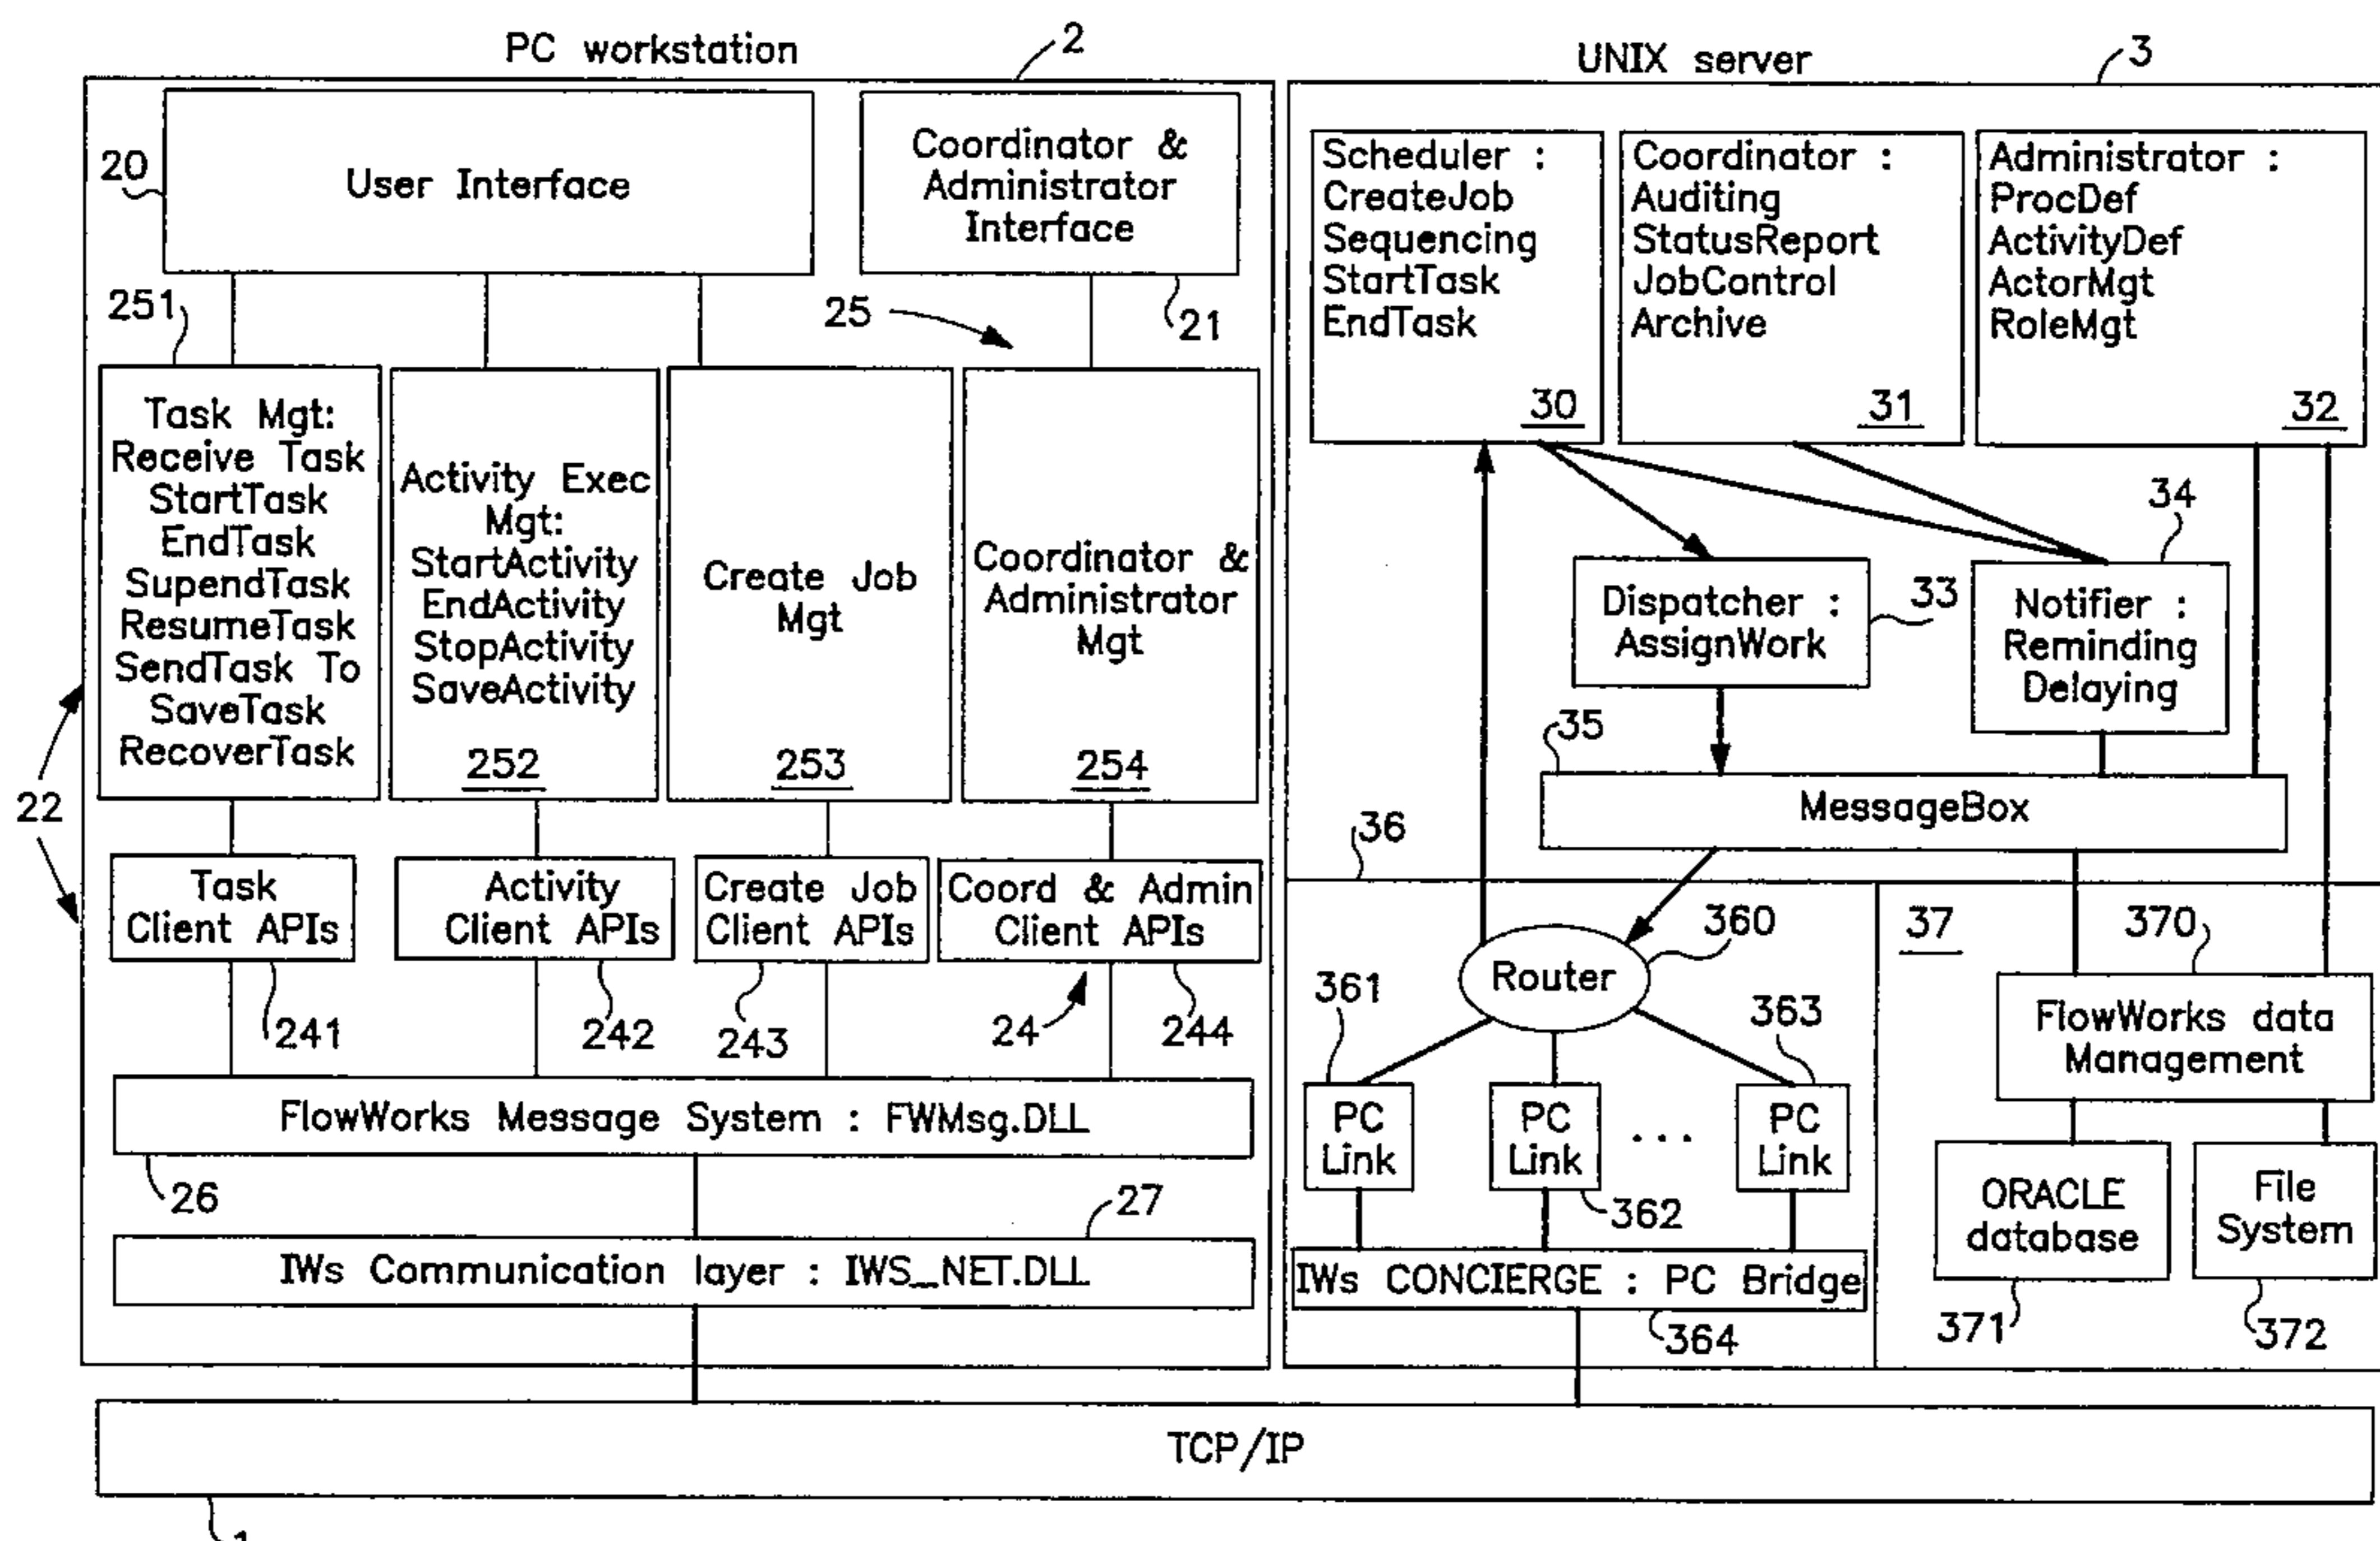 PC workstation
2
UNIX server
3
20
User Interface
Coordinator &
Administrator
Interface
21
25
251
Task Mgt:
Receive Task
StartTask
EndTask
SupendTask
ResumeTask
SendTask To
SaveTask
RecoverTask
Activity Exec
Mgt:
StartActivity
EndActivity
StopActivity
SaveActivity
252
Create Job
Mgt
253
Coordinator &
Administrator
Mgt
254
22
Task
Client APIs
241
Activity
Client APIs
242
Create Job
Client APIs
243
Coord & Admin
Client APIs
24
244
FlowWorks Message System : FWMsg.DLL
26
27
IWs Communication layer : IWS_NET.DLL
Scheduler :
CreateJob
Sequencing
StartTask
EndTask
30
Coordinator :
Auditing
StatusReport
JobControl
Archive
31
Administrator :
ProcDef
ActivityDef
ActorMgt
RoleMgt
32
Dispatcher :
AssignWork
33
34
Notifier :
Reminding
Delaying
35
MessageBox
36
Router
360
361
PC
Link
PC
Link
362
...
363
PC
Link
IWs CONCIERGE : PC Bridge
364
37
370
FlowWorks data
Management
ORACLE
database
371
File
System
372
TCP/IP
1